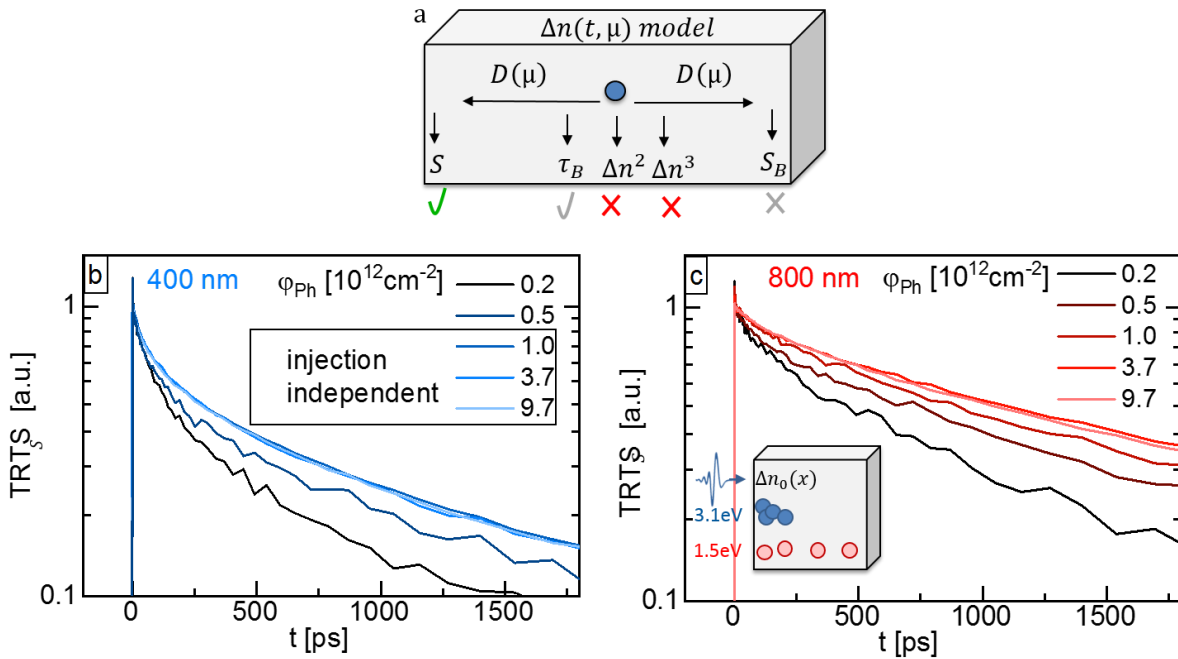 a
Δn(t, μ) model
D(μ) D(μ)
S τ_B Δn² Δn³ S_B
b
400 nm
φ_Ph [10¹²cm⁻²]
0.2
0.5
1.0
3.7
9.7
injection
independent
1
0.1
TRTS_S [a.u.]
0 500 1000 1500
t [ps]
c
800 nm
φ_Ph [10¹²cm⁻²]
0.2
0.5
1.0
3.7
9.7
Δn₀(x)
3.1eV
1.5eV
1
0.1
TRTS [a.u.]
0 500 1000 1500
t [ps]